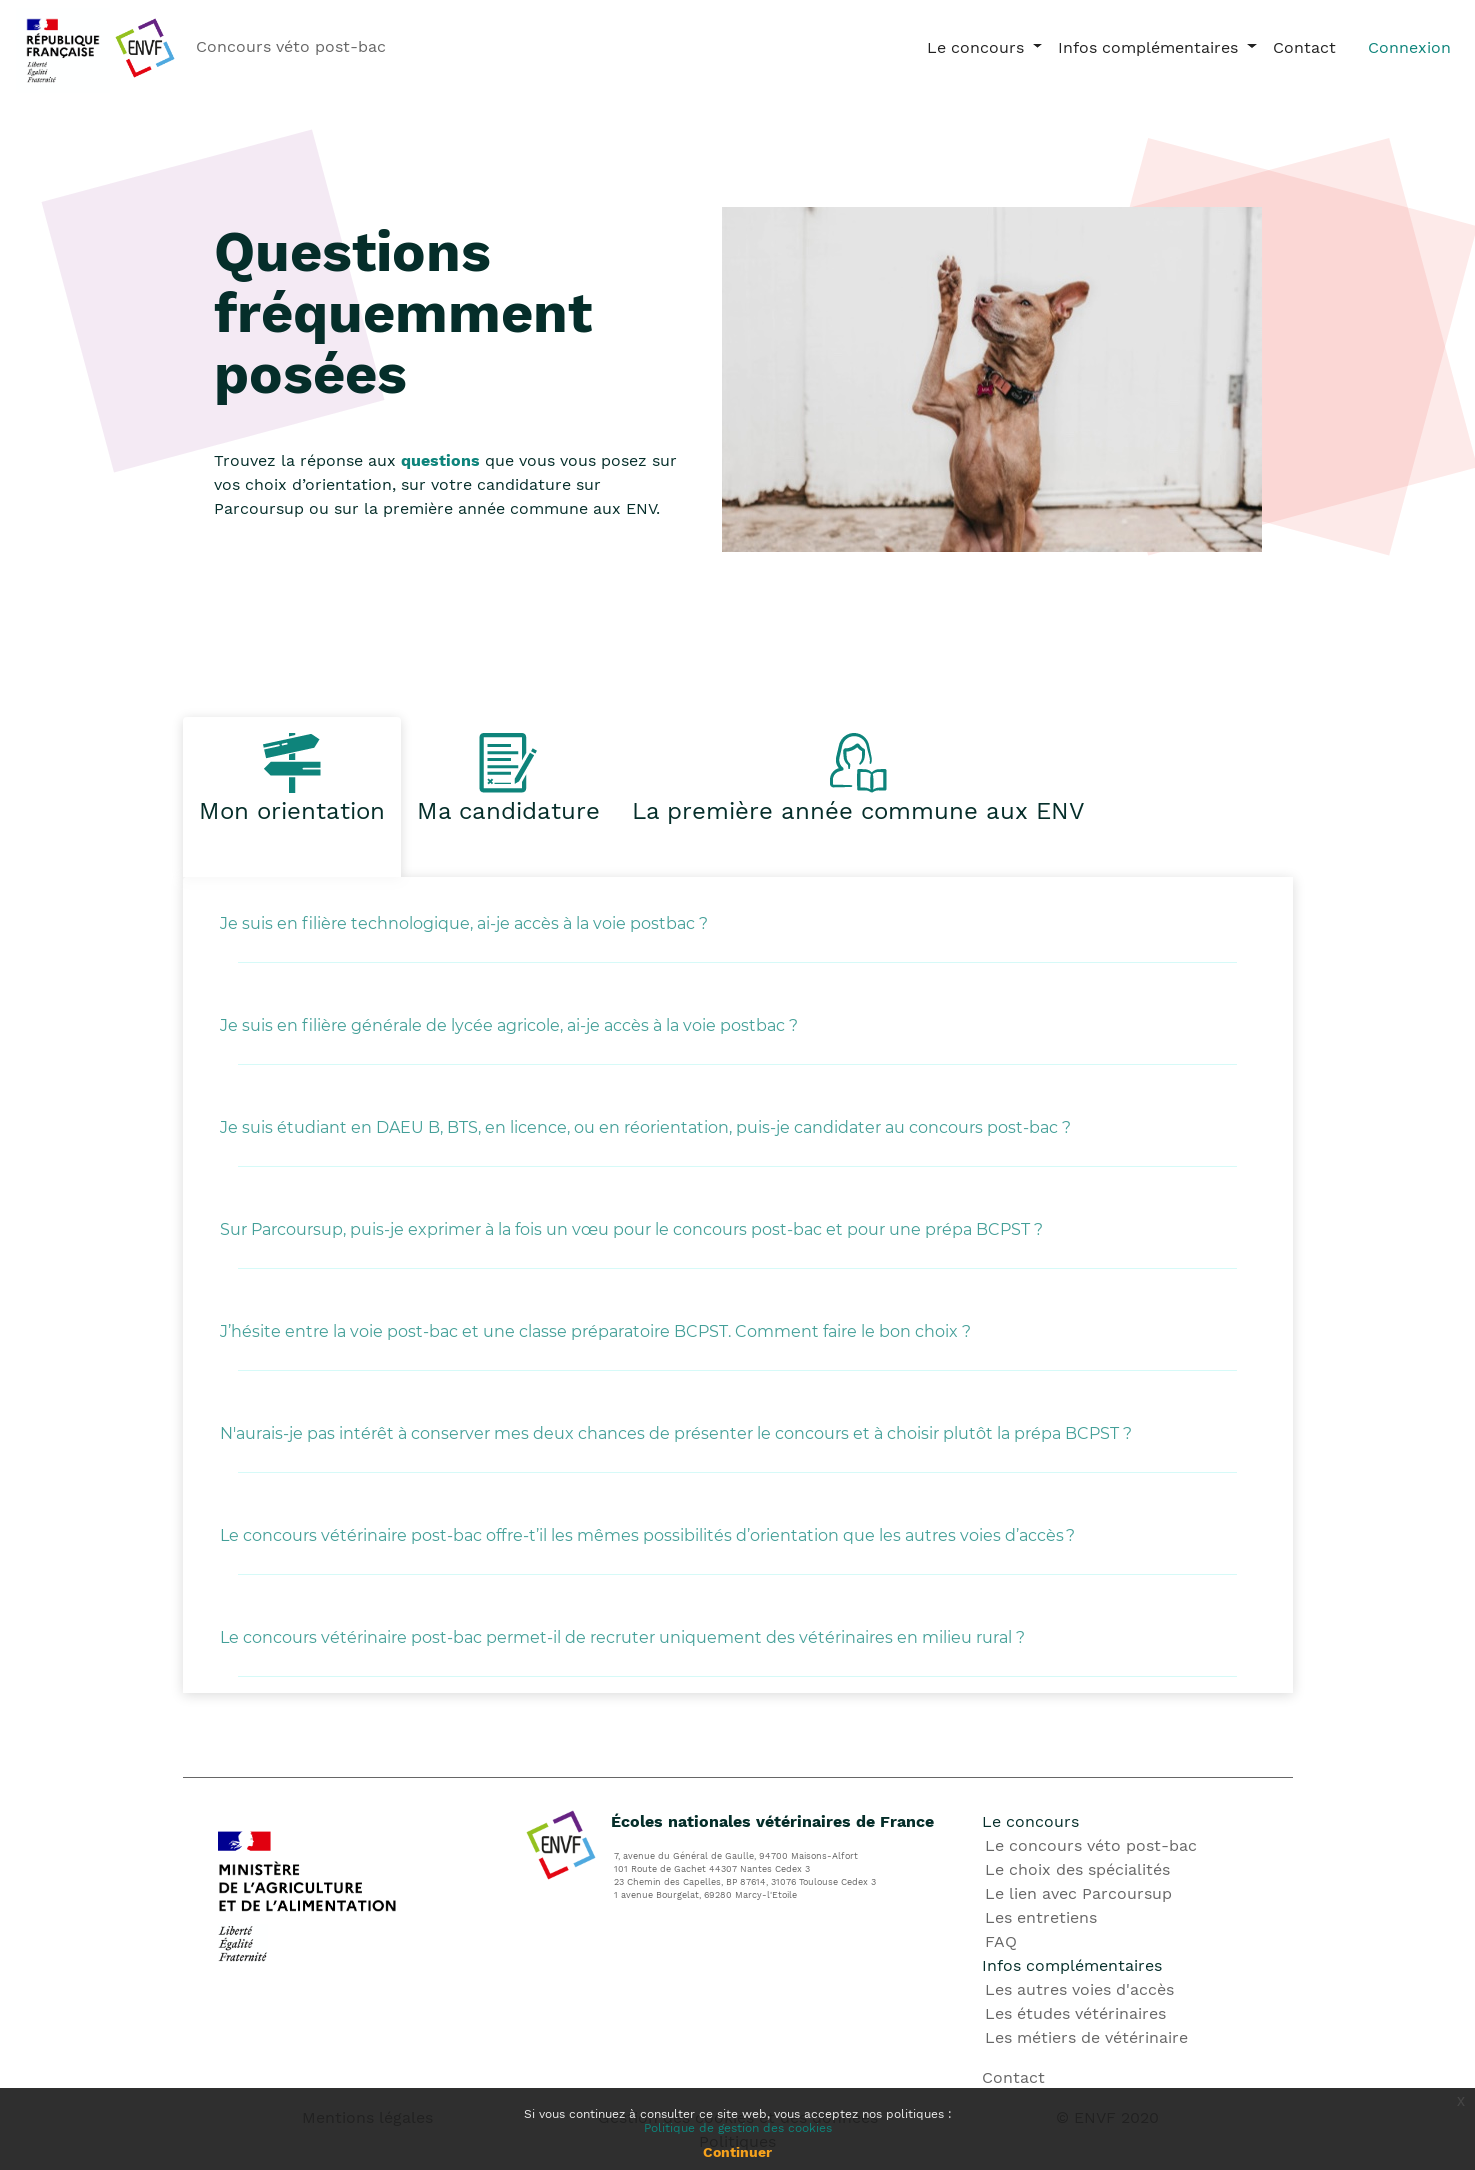 RÉPUBLIQUE
FRANÇAISE
Liberté
Égalité
Fraternité
ENVF
Concours véto post-bac
Le concours
Infos complémentaires
Contact
Connexion
Questions
fréquemment
posées
Trouvez la réponse aux questions que vous vous posez sur
vos choix d’orientation, sur votre candidature sur
Parcoursup ou sur la première année commune aux ENV.
Mon orientation
Ma candidature
La première année commune aux ENV
Je suis en filière technologique, ai-je accès à la voie postbac ?
Je suis en filière générale de lycée agricole, ai-je accès à la voie postbac ?
Je suis étudiant en DAEU B, BTS, en licence, ou en réorientation, puis-je candidater au concours post-bac ?
Sur Parcoursup, puis-je exprimer à la fois un vœu pour le concours post-bac et pour une prépa BCPST ?
J’hésite entre la voie post-bac et une classe préparatoire BCPST. Comment faire le bon choix ?
N'aurais-je pas intérêt à conserver mes deux chances de présenter le concours et à choisir plutôt la prépa BCPST ?
Le concours vétérinaire post-bac offre-t’il les mêmes possibilités d’orientation que les autres voies d’accès ?
Le concours vétérinaire post-bac permet-il de recruter uniquement des vétérinaires en milieu rural ?
MINISTÈRE
DE L’AGRICULTURE
ET DE L’ALIMENTATION
Liberté
Égalité
Fraternité
ENVF
Écoles nationales vétérinaires de France
7, avenue du Général de Gaulle, 94700 Maisons-Alfort
101 Route de Gachet 44307 Nantes Cedex 3
23 Chemin des Capelles, BP 87614, 31076 Toulouse Cedex 3
1 avenue Bourgelat, 69280 Marcy-l'Etoile
Le concours
Le concours véto post-bac
Le choix des spécialités
Le lien avec Parcoursup
Les entretiens
FAQ
Infos complémentaires
Les autres voies d'accès
Les études vétérinaires
Les métiers de vétérinaire
Contact
Mentions légales
© ENVF 2020
Si vous continuez à consulter ce site web, vous acceptez nos politiques :
Politique de gestion des cookies
Continuer
X